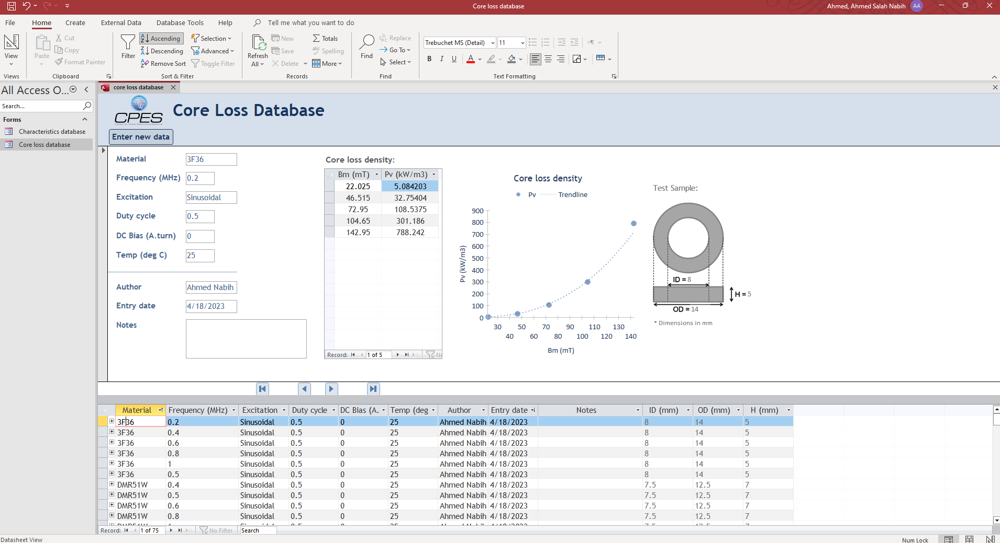 Core loss database
Ahmed, Ahmed Salah Nabih AA
File Home Create External Data Database Tools Help Tell me what you want to do
View
Views
Paste
Cut
Copy
Format Painter
Clipboard
Filter
Ascending
Descending
Remove Sort
Selection
Advanced
Toggle Filter
Sort & Filter
Refresh All
New
Save
Delete
Totals
Spelling
More
Records
Find
Replace
Go To
Select
Find
Trebuchet MS (Detail) 11
B I U A
Text Formatting
All Access O...
Search...
Forms
Characteristics database
Core loss database
core loss database
CPES
Core Loss Database
Enter new data
Material 3F36
Frequency (MHz) 0.2
Excitation Sinusoidal
Duty cycle 0.5
DC Bias (A.turn) 0
Temp (deg C) 25
Author Ahmed Nabih
Entry date 4/18/2023
Notes
Core loss density:
Bm (mT) Pv (kW/m3)
22.025 5.084203
46.515 32.75404
72.95 108.5375
104.65 301.186
142.95 788.242
Record: 1 of 5 No
Core loss density
Pv Trendline
Pv (kW/m3)
900
800
700
600
500
400
300
200
100
0
30 50 70 90 110 130
40 60 80 100 120 140
Bm (mT)
Test Sample:
ID = 8
H = 5
OD = 14
* Dimensions in mm
Material Frequency (MHz) Excitation Duty cycle DC Bias (A. Temp (deg Author Entry date Notes ID (mm) OD (mm) H (mm)
3F36 0.2 Sinusoidal 0.5 0 25 Ahmed Nabih 4/18/2023 8 14 5
3F36 0.4 Sinusoidal 0.5 0 25 Ahmed Nabih 4/18/2023 8 14 5
3F36 0.6 Sinusoidal 0.5 0 25 Ahmed Nabih 4/18/2023 8 14 5
3F36 0.8 Sinusoidal 0.5 0 25 Ahmed Nabih 4/18/2023 8 14 5
3F36 1 Sinusoidal 0.5 0 25 Ahmed Nabih 4/18/2023 8 14 5
3F36 0.5 Sinusoidal 0.5 0 25 Ahmed Nabih 4/18/2023 8 14 5
DMR51W 0.4 Sinusoidal 0.5 0 25 Ahmed Nabih 4/18/2023 7.5 12.5 7
DMR51W 0.5 Sinusoidal 0.5 0 25 Ahmed Nabih 4/18/2023 7.5 12.5 7
DMR51W 0.6 Sinusoidal 0.5 0 25 Ahmed Nabih 4/18/2023 7.5 12.5 7
DMR51W 0.8 Sinusoidal 0.5 0 25 Ahmed Nabih 4/18/2023 7.5 12.5 7
Record: 1 of 75 No Filter Search
Datasheet View
Num Lock